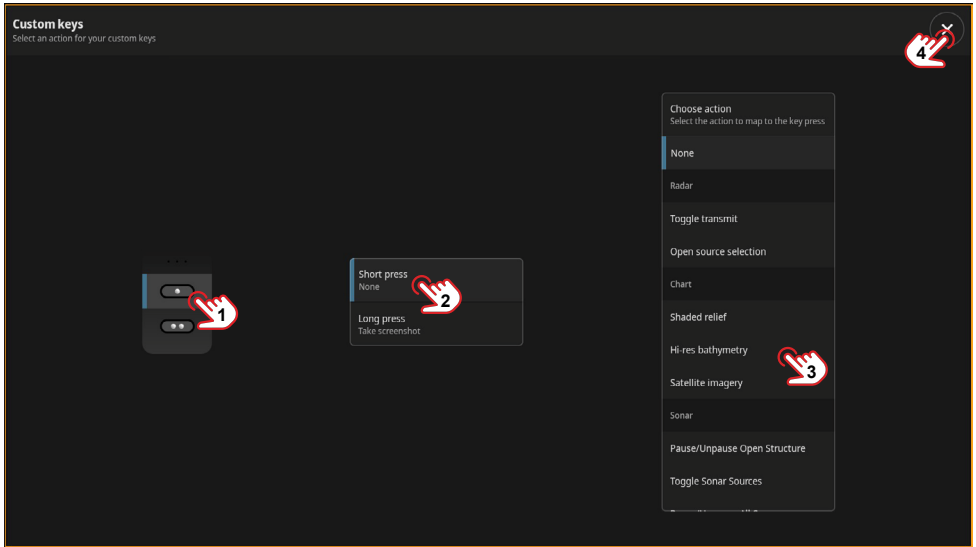 Custom keys
Select an action for your custom keys
4
Choose action
Select the action to map to the key press
None
Radar
Toggle transmit
Open source selection
Chart
Shaded relief
Hi-res bathymetry
3
Satellite imagery
Sonar
Pause/Unpause Open Structure
Toggle Sonar Sources
Short press
None
2
Long press
Take screenshot
1